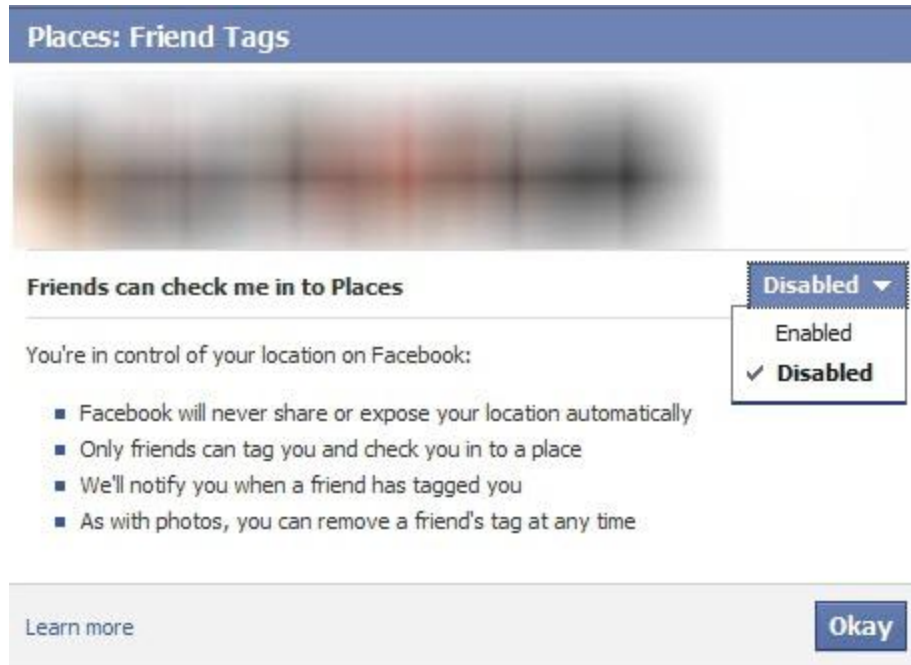 Places: Friend Tags
Friends can check me in to Places
Disabled
Enabled
Disabled
You're in control of your location on Facebook:
Facebook will never share or expose your location automatically
Only friends can tag you and check you in to a place
We'll notify you when a friend has tagged you
As with photos, you can remove a friend's tag at any time
Learn more
Okay